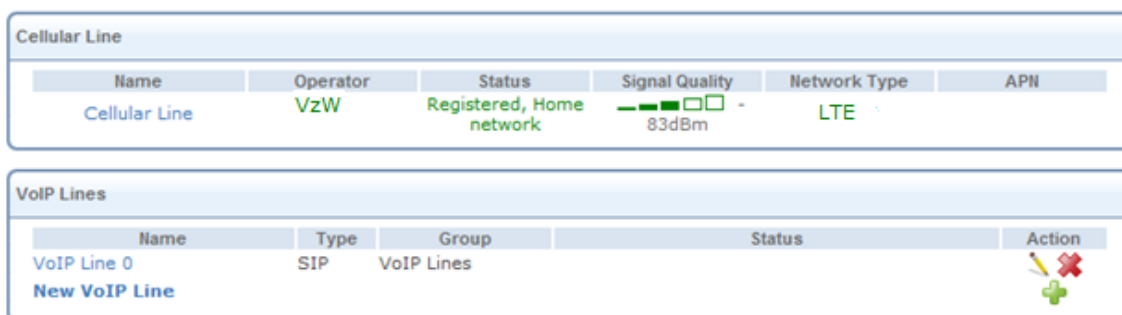 Cellular Line
Name Operator Status Signal Quality Network Type APN
Cellular Line VzW Registered, Home network - 83dBm LTE
VoIP Lines
Name Type Group Status Action
VoIP Line 0 SIP VoIP Lines
New VoIP Line